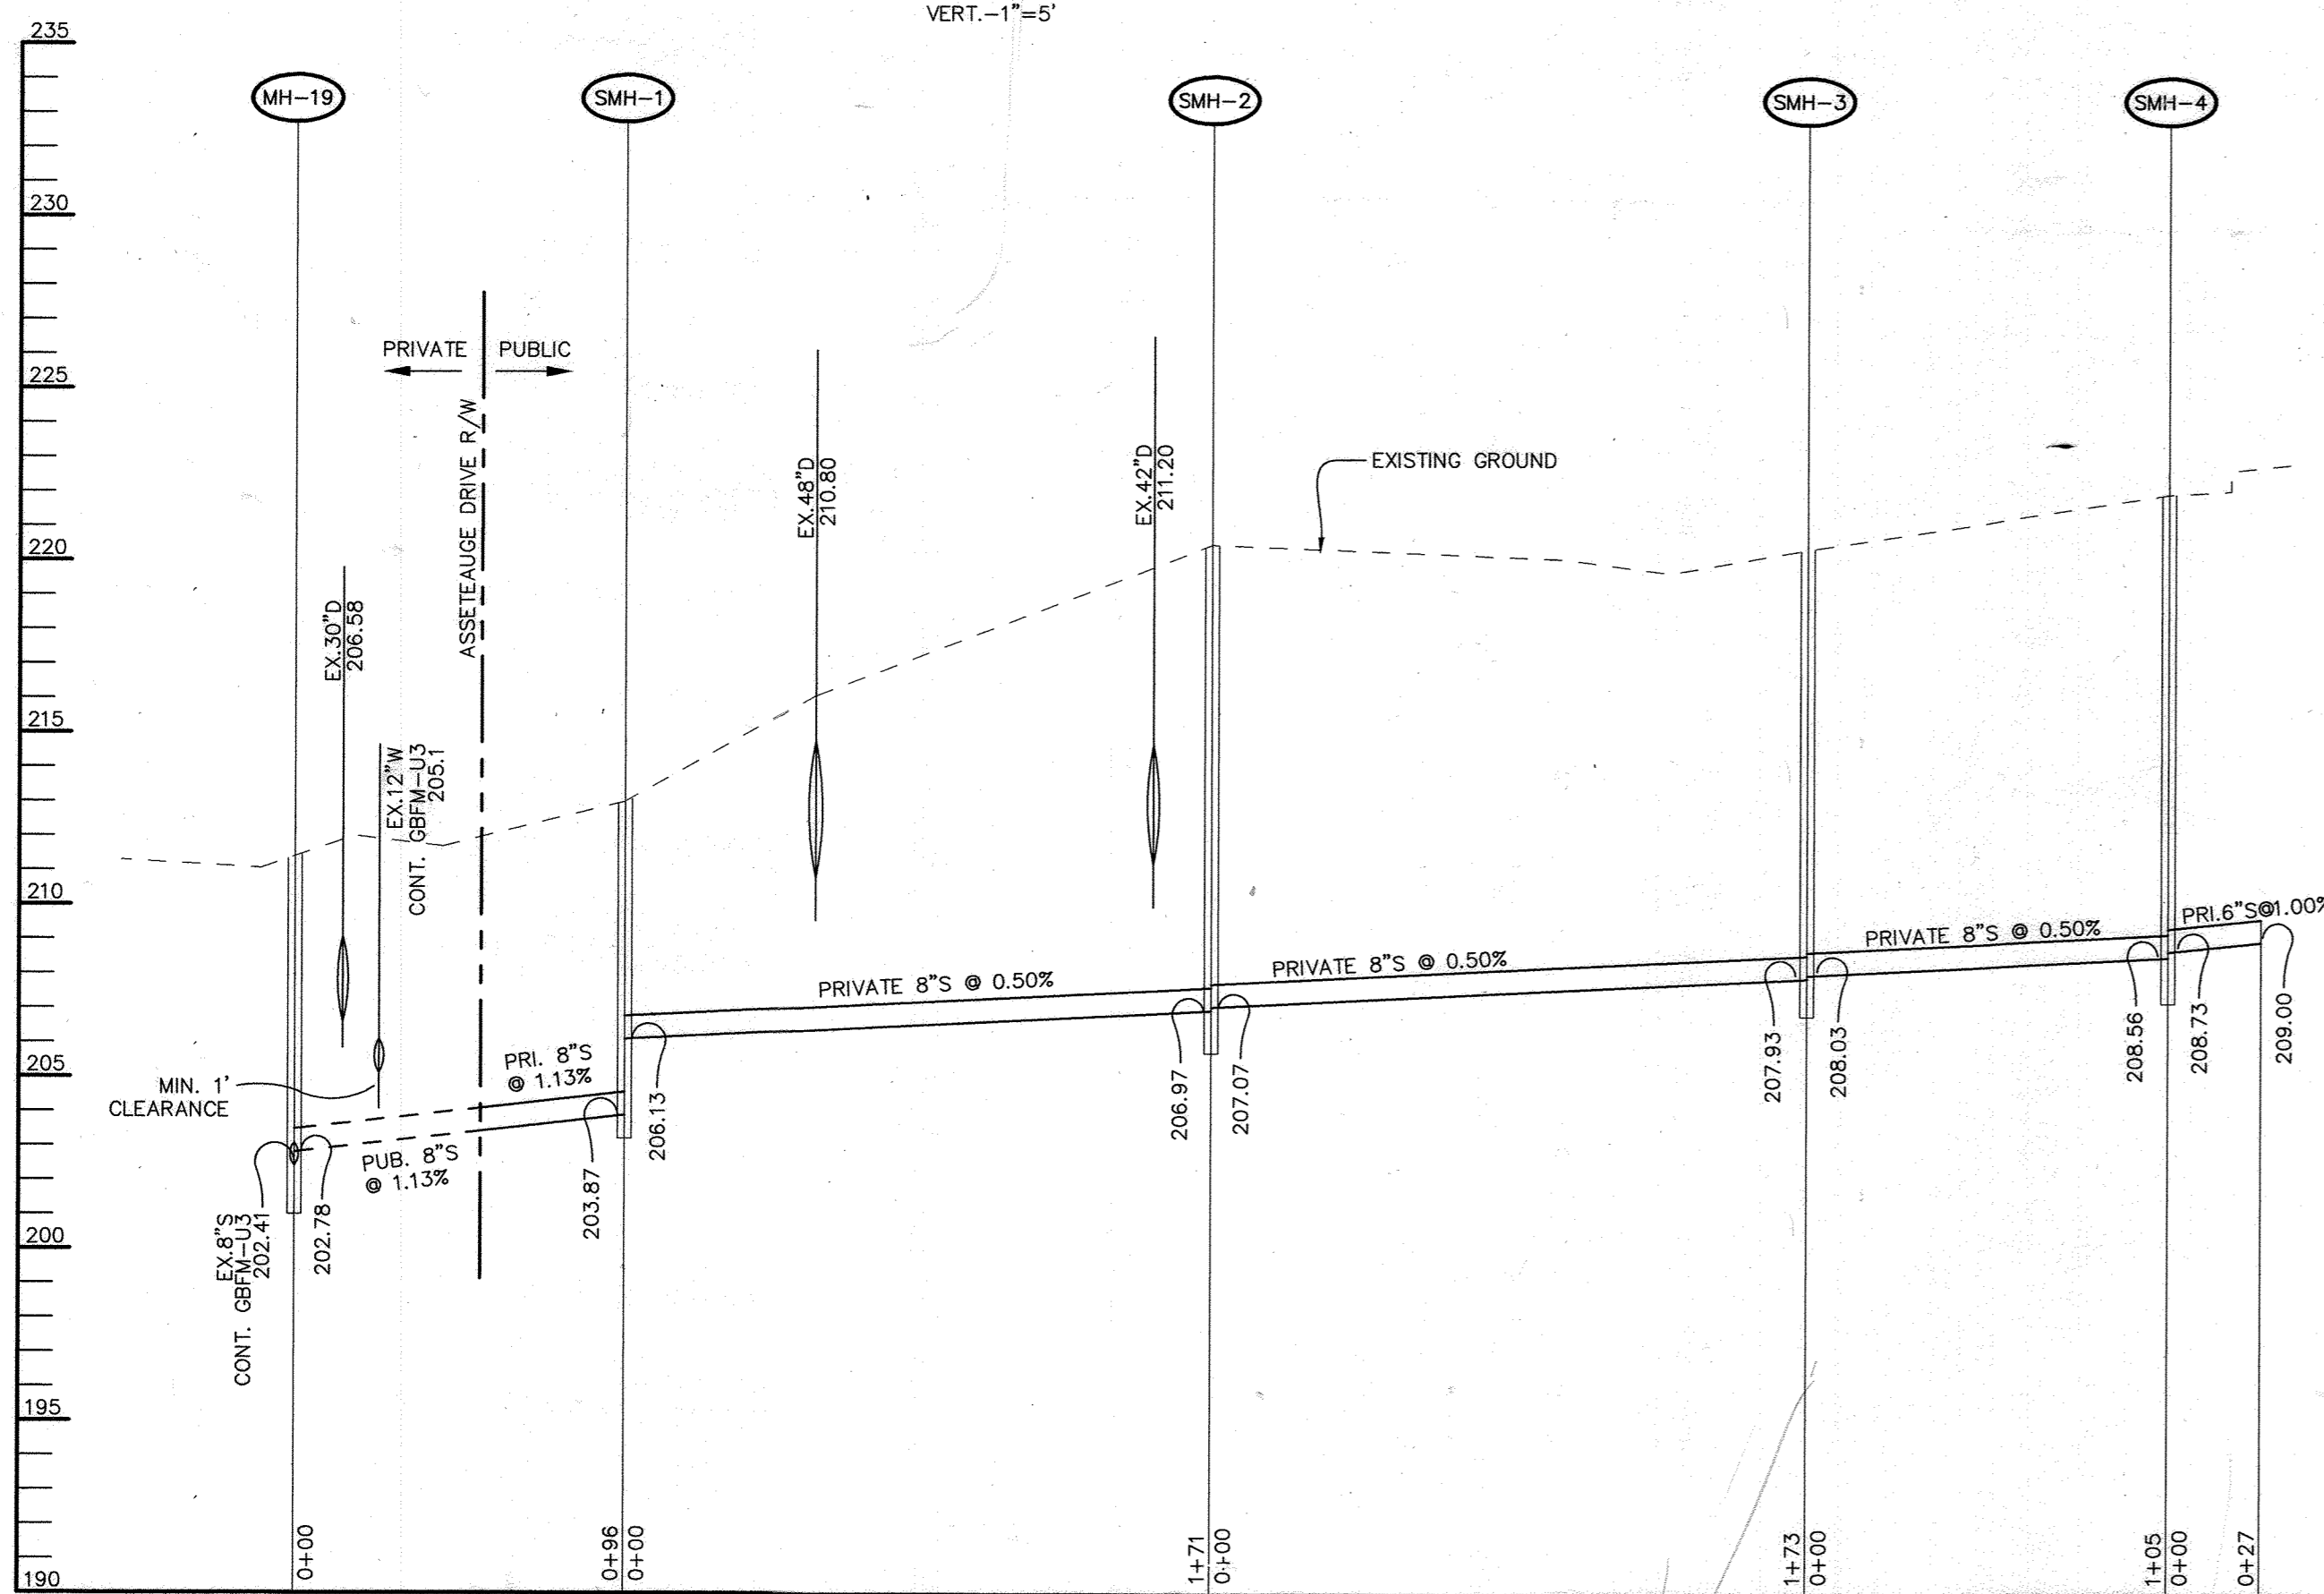 VERT.-1"=5'
235
230
225
220
215
210
205
200
195
190
MH-19
SMH-1
SMH-2
SMH-3
SMH-4
PRIVATE
PUBLIC
ASSETEAUGE DRIVE R/W
EX.30"D
206.58
EX.12"W
CONT. GBFM-U3
205.1
EX.48"D
210.80
EX.42"D
211.20
EXISTING GROUND
MIN. 1'
CLEARANCE
PRI. 8"S
@ 1.13%
PUB. 8"S
@ 1.13%
PRIVATE 8"S @ 0.50%
PRIVATE 8"S @ 0.50%
PRIVATE 8"S @ 0.50%
PRI.6"S@1.00%
EX.8"S
CONT. GBFM-U3
202.41
202.78
203.87
206.13
206.97
207.07
207.93
208.03
208.56
208.73
209.00
0+00
0+96
0+00
1+71
0+00
1+73
0+00
1+05
0+00
0+27